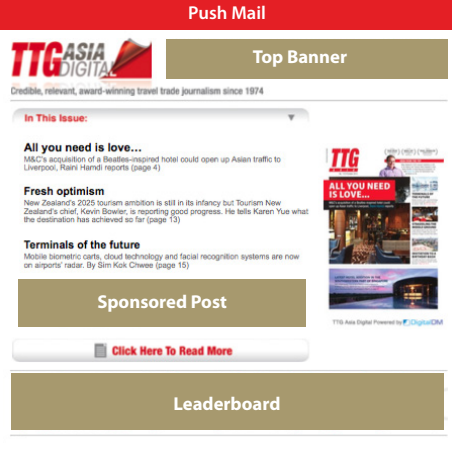 Push Mail
TTG ASIA
DIGITAL
Top Banner
Credible, relevant, award-winning travel trade journalism since 1974
In This Issue:
All you need is love...
M&C's acquisition of a Beatles-inspired hotel could open up Asian traffic to
Liverpool, Raini Hamdi reports (page 4)
Fresh optimism
New Zealand's 2025 tourism ambition is still in its infancy but Tourism New
Zealand's chief, Kevin Bowler, is reporting good progress. He tells Karen Yue what
the destination has achieved so far (page 13)
Terminals of the future
Mobile biometric carts, cloud technology and facial recognition systems are now
on airports' radar. By Sim Kok Chwee (page 15)
TTG
ASIA
ALL YOU NEED
IS LOVE...
TTG Asia Digital Powered by DigitalDM
Sponsored Post
Click Here To Read More
Leaderboard